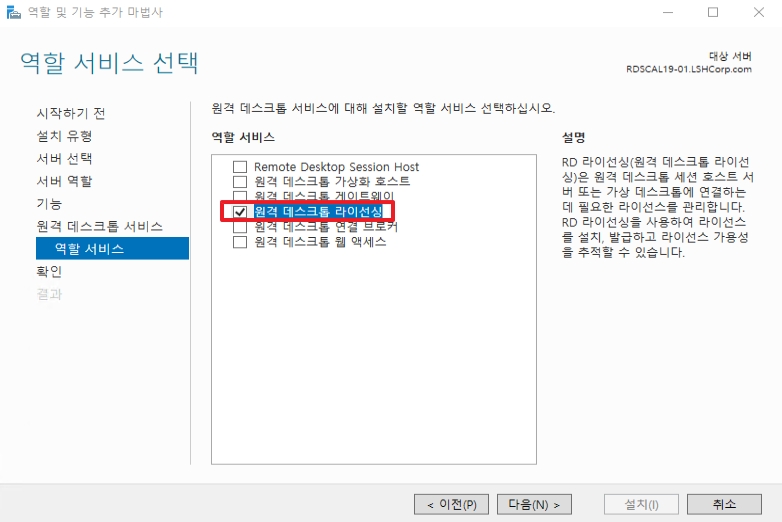 역할 및 기능 추가 마법사
역할 서비스 선택
대상 서버
RDSCAL19-01.LSHCorp.com
시작하기 전
설치 유형
서버 선택
서버 역할
기능
원격 데스크톱 서비스
역할 서비스
확인
결과
원격 데스크톱 서비스에 대해 설치할 역할 서비스 선택하십시오.
역할 서비스
Remote Desktop Session Host
원격 데스크톱 가상화 호스트
원격 데스크톱 게이트웨이
원격 데스크톱 라이선싱
원격 데스크톱 연결 브로커
원격 데스크톱 웹 액세스
설명
RD 라이선싱(원격 데스크톱 라이선
싱)은 원격 데스크톱 세션 호스트 서
버 또는 가상 데스크톱에 연결하는
데 필요한 라이선스를 관리합니다.
RD 라이선싱을 사용하여 라이선스
를 설치, 발급하고 라이선스 가용성
을 추적할 수 있습니다.
< 이전(P)
다음(N) >
설치(I)
취소